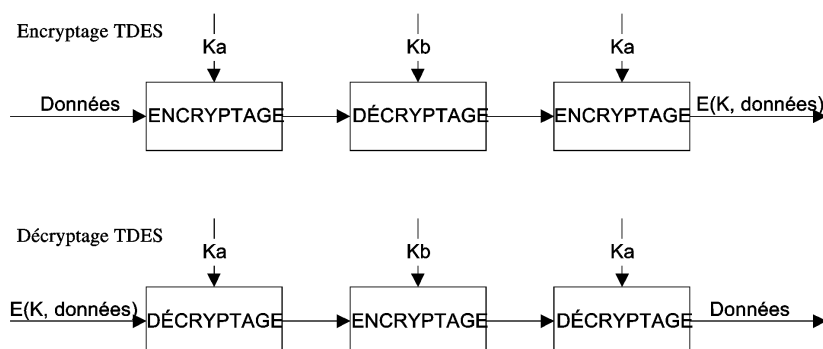 Encryptage TDES
Ka
Kb
Ka
Données
ENCRYPTAGE
DÉCRYPTAGE
ENCRYPTAGE
E(K, données)
Décryptage TDES
Ka
Kb
Ka
E(K, données)
DÉCRYPTAGE
ENCRYPTAGE
DÉCRYPTAGE
Données